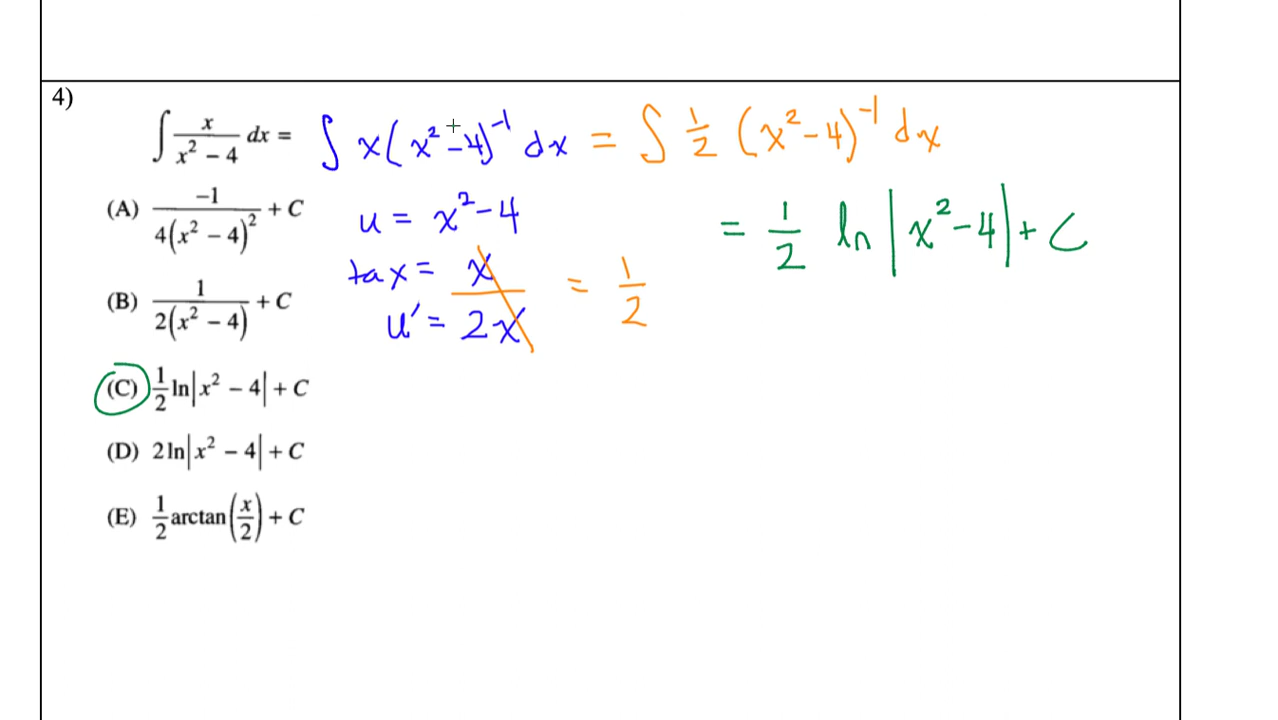 4)
∫ x/(x² − 4) dx = ∫ x(x² − 4)⁻¹ dx = ∫ 1/2 (x² − 4)⁻¹ dx
(A) −1/(4(x² − 4)²) + C
u = x² − 4
= 1/2 ln|x² − 4| + C
tax = x
u' = 2x
= 1/2
(B) 1/(2(x² − 4)) + C
(C) 1/2 ln|x² − 4| + C
(D) 2 ln|x² − 4| + C
(E) 1/2 arctan(x/2) + C